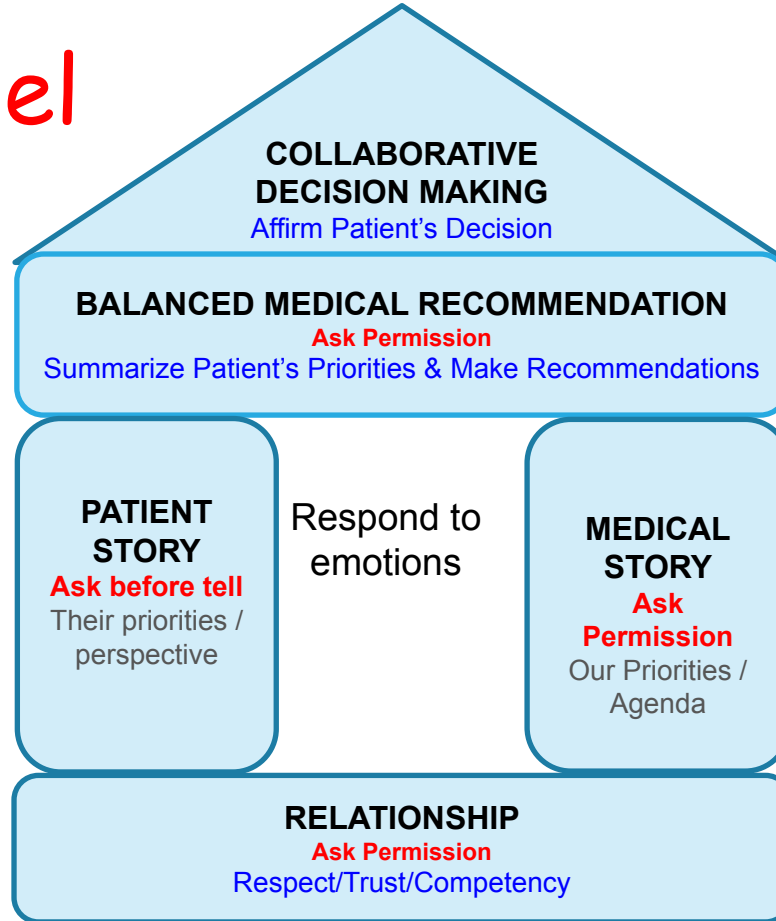 el
COLLABORATIVE
DECISION MAKING
Affirm Patient’s Decision
BALANCED MEDICAL RECOMMENDATION
Ask Permission
Summarize Patient’s Priorities & Make Recommendations
PATIENT
STORY
Ask before tell
Their priorities /
perspective
Respond to
emotions
MEDICAL
STORY
Ask
Permission
Our Priorities /
Agenda
RELATIONSHIP
Ask Permission
Respect/Trust/Competency